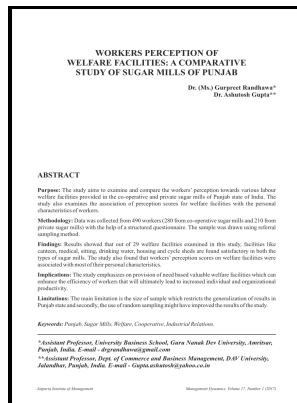 WORKERS PERCEPTION OF
WELFARE FACILITIES: A COMPARATIVE
STUDY OF SUGAR MILLS OF PUNJAB
Dr. (Ms.) Gurpreet Randhawa*
Dr. Ashutosh Gupta**
ABSTRACT
Purpose: The study aims to examine and compare the workers' perception towards various labour
welfare facilities provided in the co-operative and private sugar mills of Punjab state of India. The
study also examines the association of perception scores for welfare facilities with the personal
characteristics of workers.
Methodology: Data was collected from 490 workers (280 from co-operative sugar mills and 210 from
private sugar mills) with the help of a structured questionnaire. The sample was drawn using referral
sampling method.
Findings: Results showed that out of 29 welfare facilities examined in this study, facilities like
canteen, medical, sitting, drinking water, housing and cycle sheds are found satisfactory in both the
types of sugar mills. The study also found that workers' perception scores on welfare facilities were
associated with most of their personal characteristics.
Implications: The study emphasizes on provision of need based valuable welfare facilities which can
enhance the efficiency of workers that will ultimately lead to increased individual and organizational
productivity.
Limitations: The main limitation is the size of sample which restricts the generalization of results in
Punjab state and secondly, the use of random sampling might have improved the results of the study.
Keywords: Punjab, Sugar Mills, Welfare, Cooperative, Industrial Relations.
*Assistant Professor, University Business School, Guru Nanak Dev University, Amritsar,
Punjab, India. E-mail - drgrandhawa@gmail.com
**Assistant Professor, Dept. of Commerce and Business Management, DAV University,
Jalandhar, Punjab, India. E-mail - Gupta.ashutosh@yahoo.co.in
Jaipuria Institute of Management
Management Dynamics, Volume 17, Number 1 (2017)